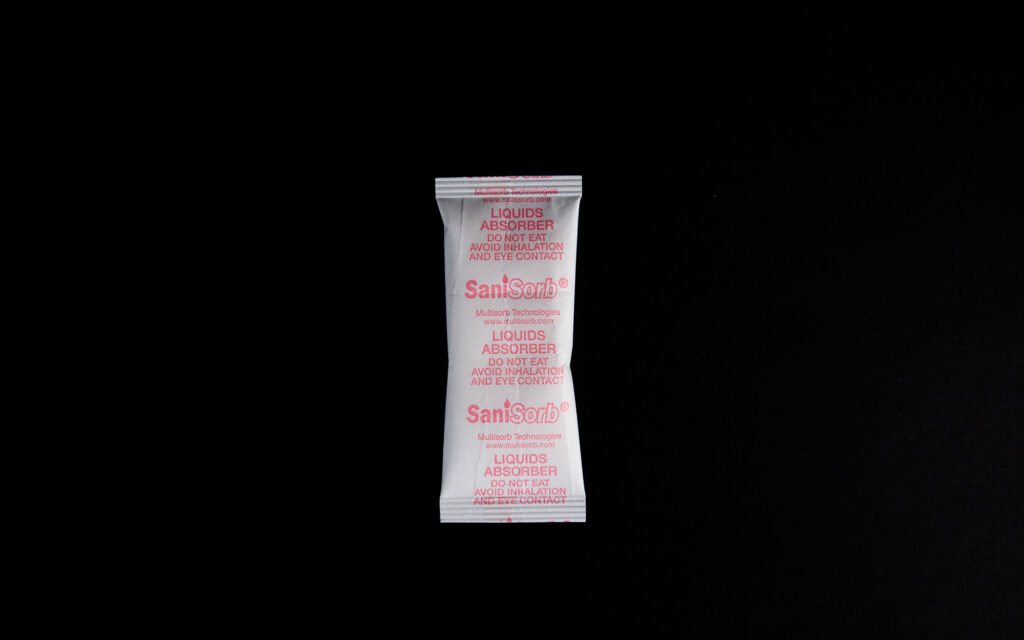 SaniSorb
Multisorb Technologies
www.multisorb.com
LIQUIDS
ABSORBER
DO NOT EAT
AVOID INHALATION
AND EYE CONTACT
SaniSorb®
Multisorb Technologies
www.multisorb.com
LIQUIDS
ABSORBER
DO NOT EAT
AVOID INHALATION
AND EYE CONTACT
SaniSorb®
Multisorb Technologies
www.multisorb.com
LIQUIDS
ABSORBER
DO NOT EAT
AVOID INHALATION
AND EYE CONTACT